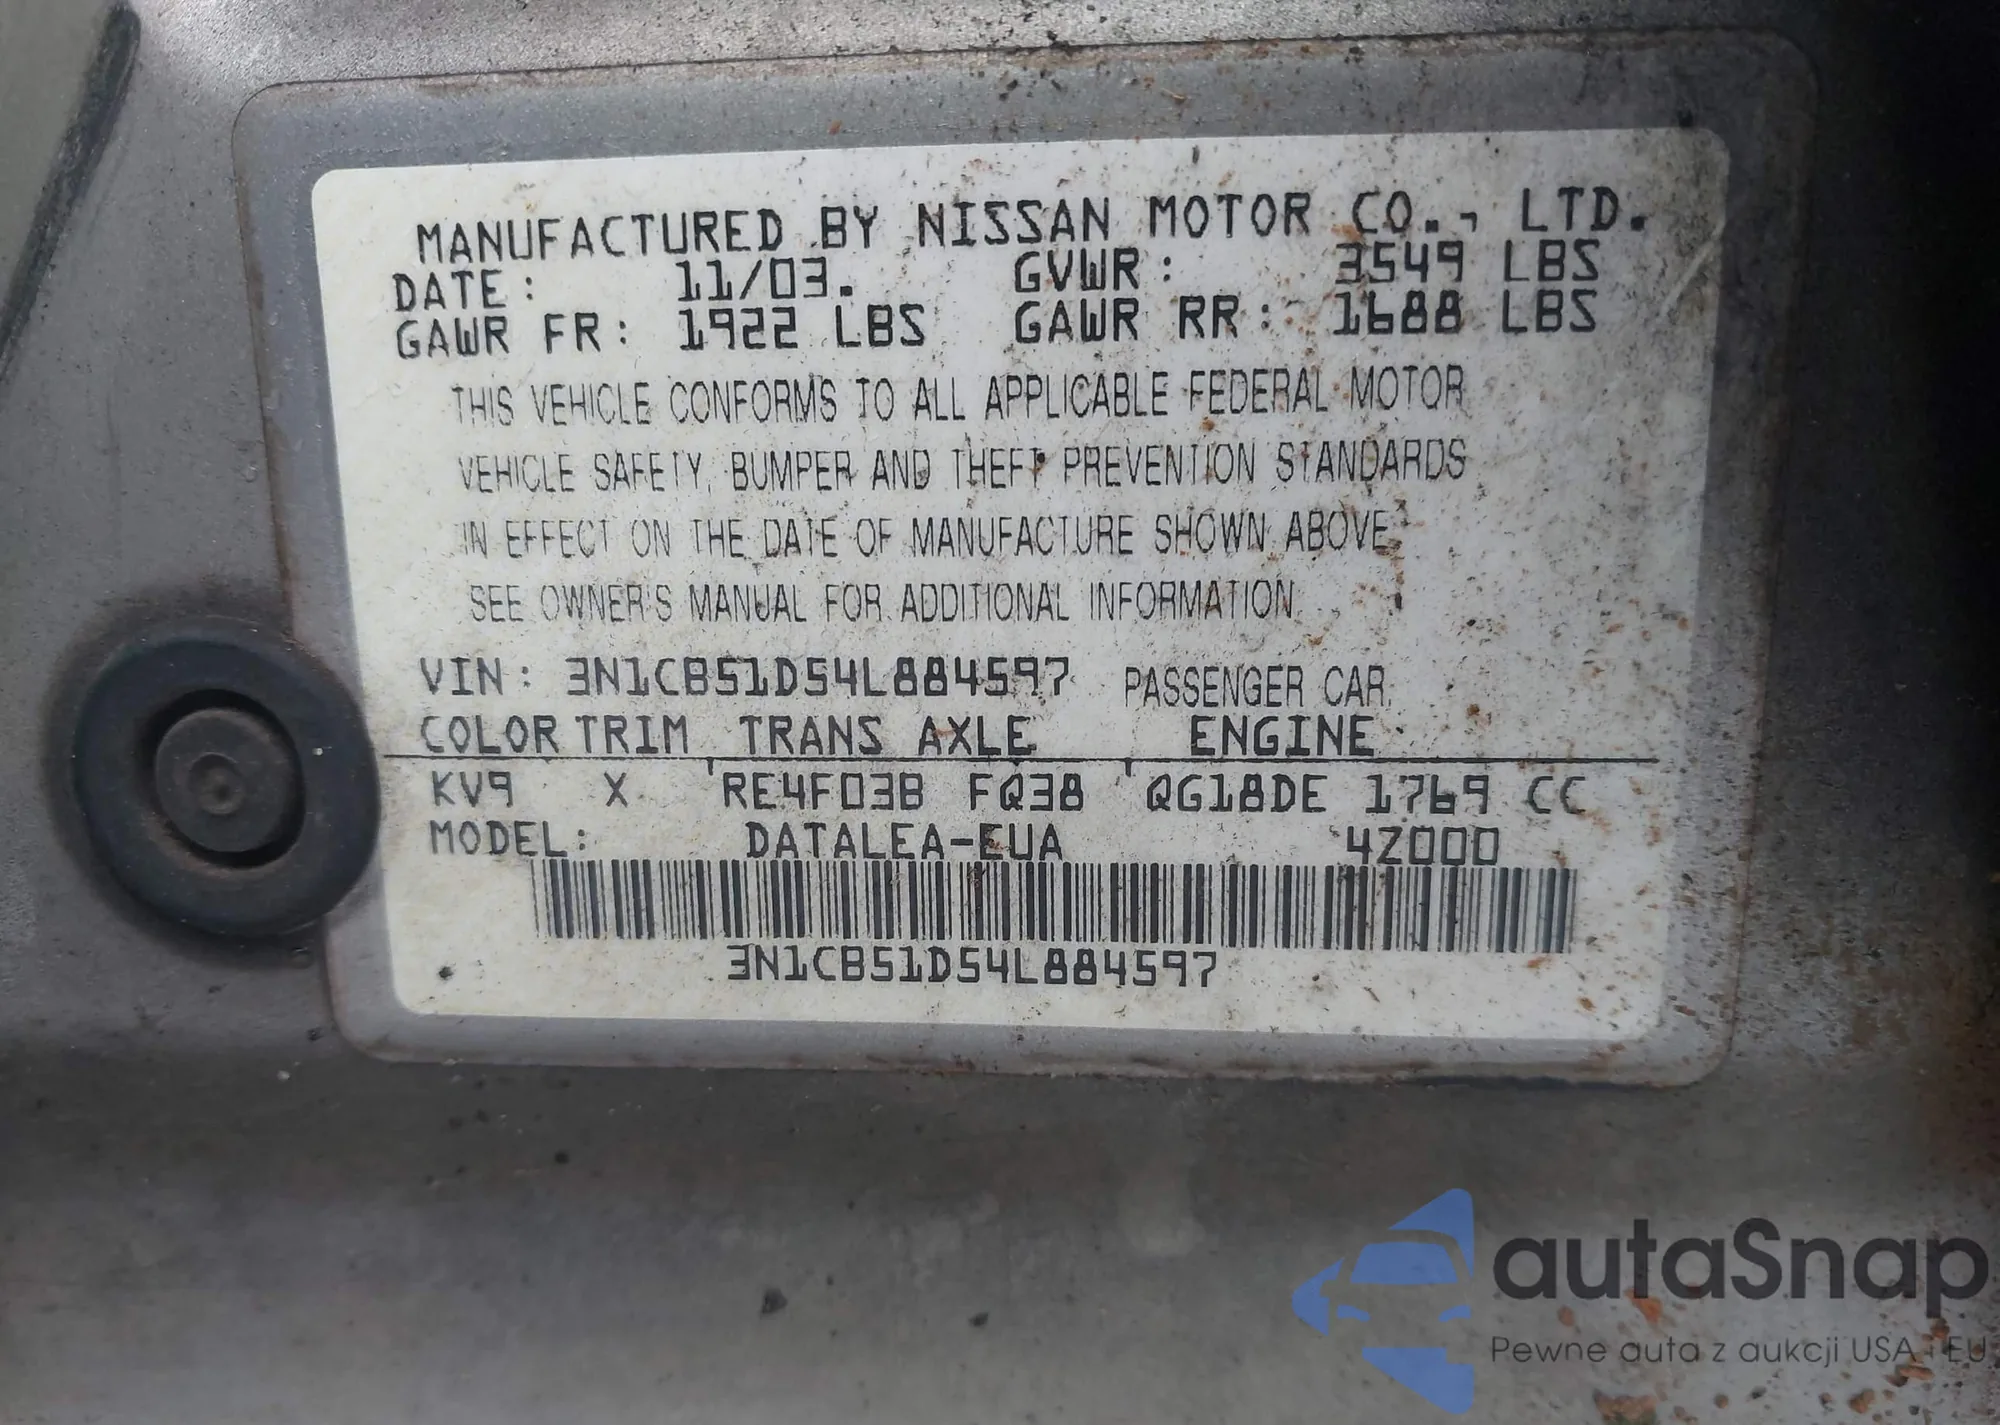 MANUFACTURED BY NISSAN MOTOR CO., LTD.
DATE: 11/03. GVWR: 3549 LBS
GAWR FR: 1922 LBS GAWR RR: 1688 LBS
THIS VEHICLE CONFORMS TO ALL APPLICABLE FEDERAL MOTOR
VEHICLE SAFETY, BUMPER AND THEFT PREVENTION STANDARDS
IN EFFECT ON THE DATE OF MANUFACTURE SHOWN ABOVE.
SEE OWNER'S MANUAL FOR ADDITIONAL INFORMATION
VIN: 3N1CB51D54L884597 PASSENGER CAR
COLOR TRIM TRANS AXLE ENGINE
KV9 X RE4F03B FQ38 QG18DE 1769 CC
MODEL: DATALEA-EUA 4Z000
3N1CB51D54L884597
autaSnap
Pewne auta z aukcji USA i EU